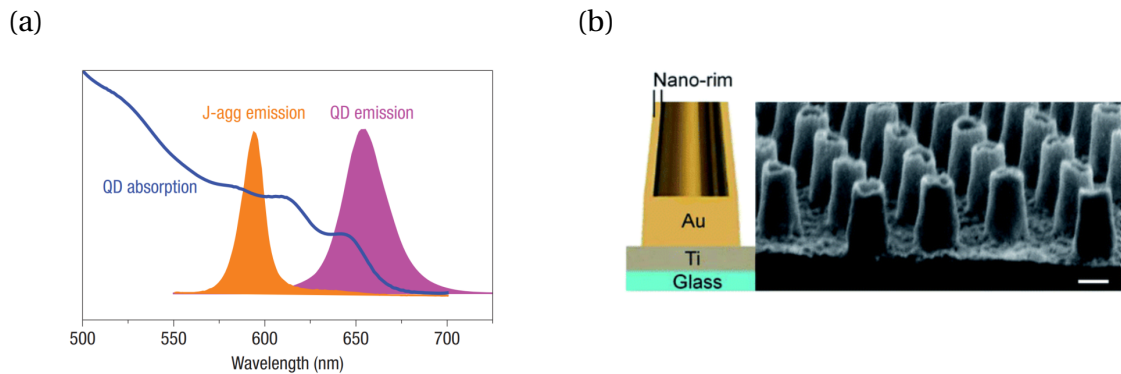 (a)
J-agg emission
QD emission
QD absorption
500
550
600
650
700
Wavelength (nm)
(b)
Nano-rim
Au
Ti
Glass